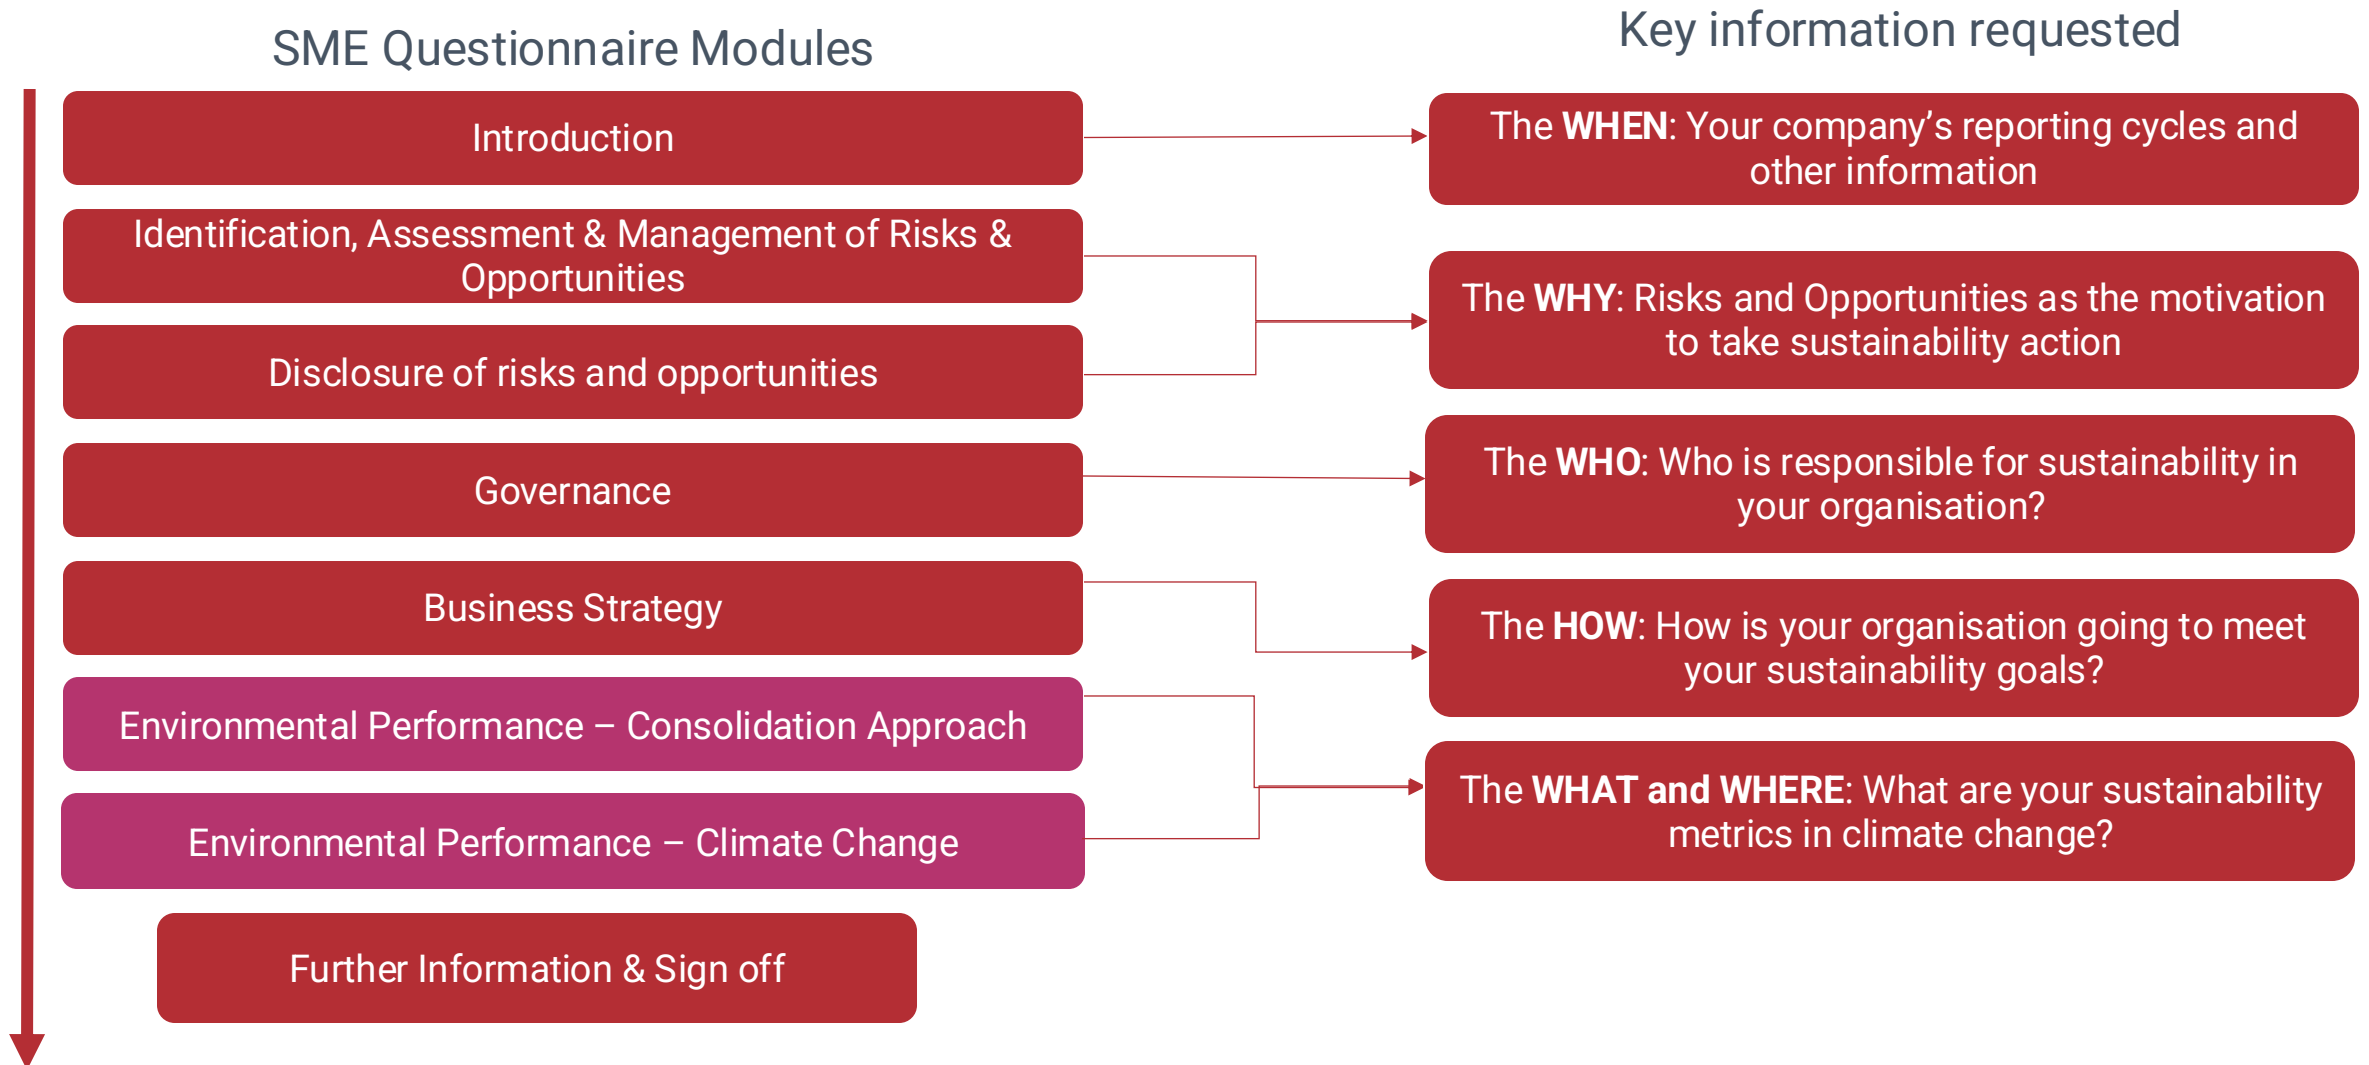 SME Questionnaire Modules
Introduction
Identification, Assessment & Management of Risks &
Opportunities
Disclosure of risks and opportunities
Governance
Business Strategy
Environmental Performance – Consolidation Approach
Environmental Performance – Climate Change
Further Information & Sign off
Key information requested
The WHEN: Your company’s reporting cycles and
other information
The WHY: Risks and Opportunities as the motivation
to take sustainability action
The WHO: Who is responsible for sustainability in
your organisation?
The HOW: How is your organisation going to meet
your sustainability goals?
The WHAT and WHERE: What are your sustainability
metrics in climate change?